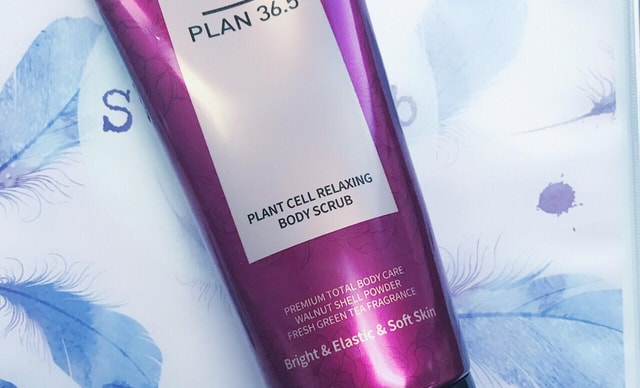 PLAN 36.5
PLANT CELL RELAXING
BODY SCRUB
PREMIUM TOTAL BODY CARE
WALNUT SHELL POWDER
FRESH GREEN TEA FRAGRANCE
Bright & Elastic & Soft Skin
S
b